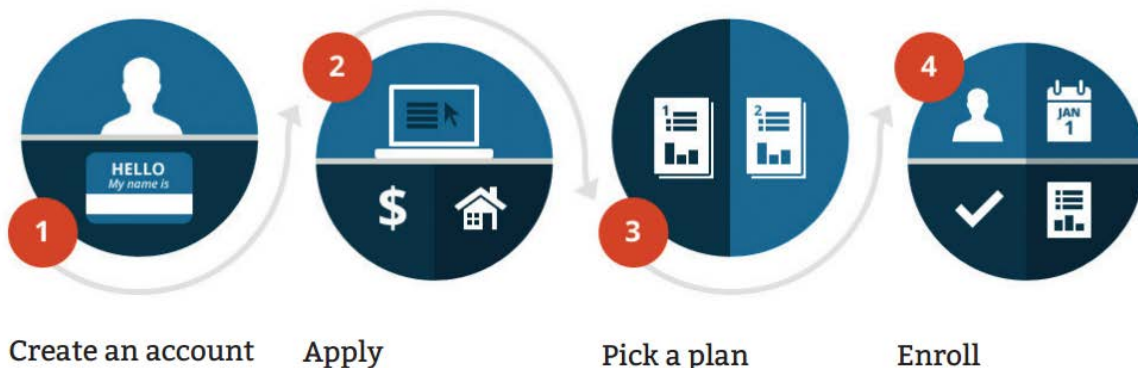 1
HELLO
My name is
2
$
1
2
3
4
JAN
1
Create an account
Apply
Pick a plan
Enroll